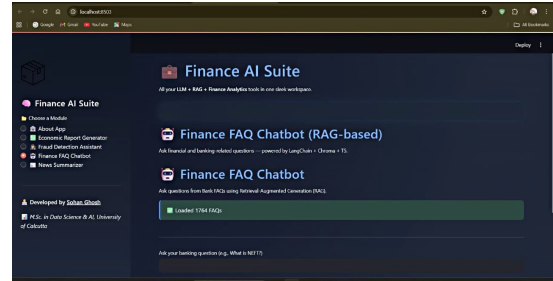 localhost:8502
Google
Gmail
YouTube
Maps
All Bookmarks
Deploy
Finance AI Suite
Choose a Module
About App
Economic Report Generator
Fraud Detection Assistant
Finance FAQ Chatbot
News Summarizer
Developed by Sohan Ghosh
M.Sc. in Data Science & AI, University
of Calcutta
Finance AI Suite
All your LLM + RAG + Finance Analytics tools in one sleek workspace.
Finance FAQ Chatbot (RAG-based)
Ask financial and banking-related questions — powered by LangChain + Chroma + T5.
Finance FAQ Chatbot
Ask questions from Bank FAQs using Retrieval-Augmented Generation (RAG).
Loaded 1764 FAQs
Ask your banking question (e.g., What is NEFT?)